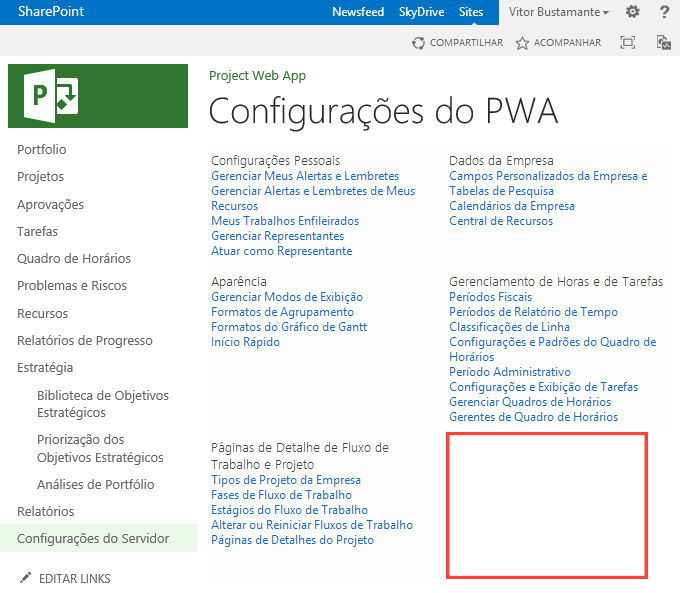 SharePoint
Newsfeed SkyDrive Sites Vitor Bustamante ?
COMPARTILHAR ACOMPANHAR
P
Project Web App
Configurações do PWA
Portfolio
Projetos
Aprovações
Tarefas
Quadro de Horários
Problemas e Riscos
Recursos
Relatórios de Progresso
Estratégia
Biblioteca de Objetivos
Estratégicos
Priorização dos
Objetivos Estratégicos
Análises de Portfólio
Relatórios
Configurações do Servidor
EDITAR LINKS
Configurações Pessoais
Gerenciar Meus Alertas e Lembretes
Gerenciar Alertas e Lembretes de Meus
Recursos
Meus Trabalhos Enfileirados
Gerenciar Representantes
Atuar como Representante
Dados da Empresa
Campos Personalizados da Empresa e
Tabelas de Pesquisa
Calendários da Empresa
Central de Recursos
Aparência
Gerenciar Modos de Exibição
Formatos de Agrupamento
Formatos do Gráfico de Gantt
Início Rápido
Gerenciamento de Horas e de Tarefas
Períodos Fiscais
Períodos de Relatório de Tempo
Classificações de Linha
Configurações e Padrões do Quadro de
Horários
Período Administrativo
Configurações e Exibição de Tarefas
Gerenciar Quadros de Horários
Gerentes de Quadro de Horários
Páginas de Detalhe de Fluxo de
Trabalho e Projeto
Tipos de Projeto da Empresa
Fases de Fluxo de Trabalho
Estágios do Fluxo de Trabalho
Alterar ou Reiniciar Fluxos de Trabalho
Páginas de Detalhes do Projeto